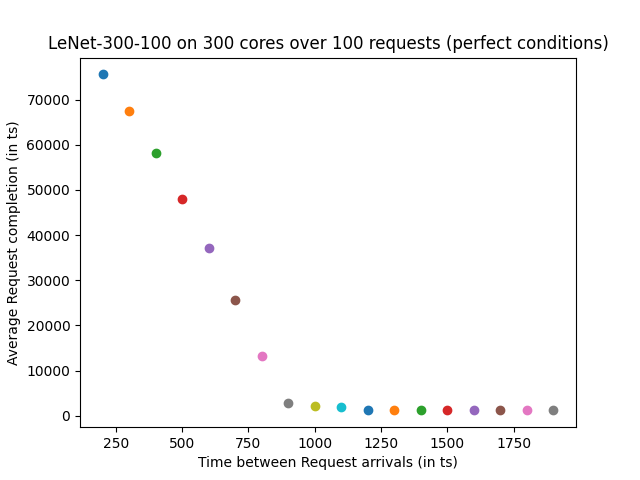 LeNet-300-100 on 300 cores over 100 requests (perfect conditions)
Average Request completion (in ts)
70000
60000
50000
40000
30000
20000
10000
0
250 500 750 1000 1250 1500 1750
Time between Request arrivals (in ts)